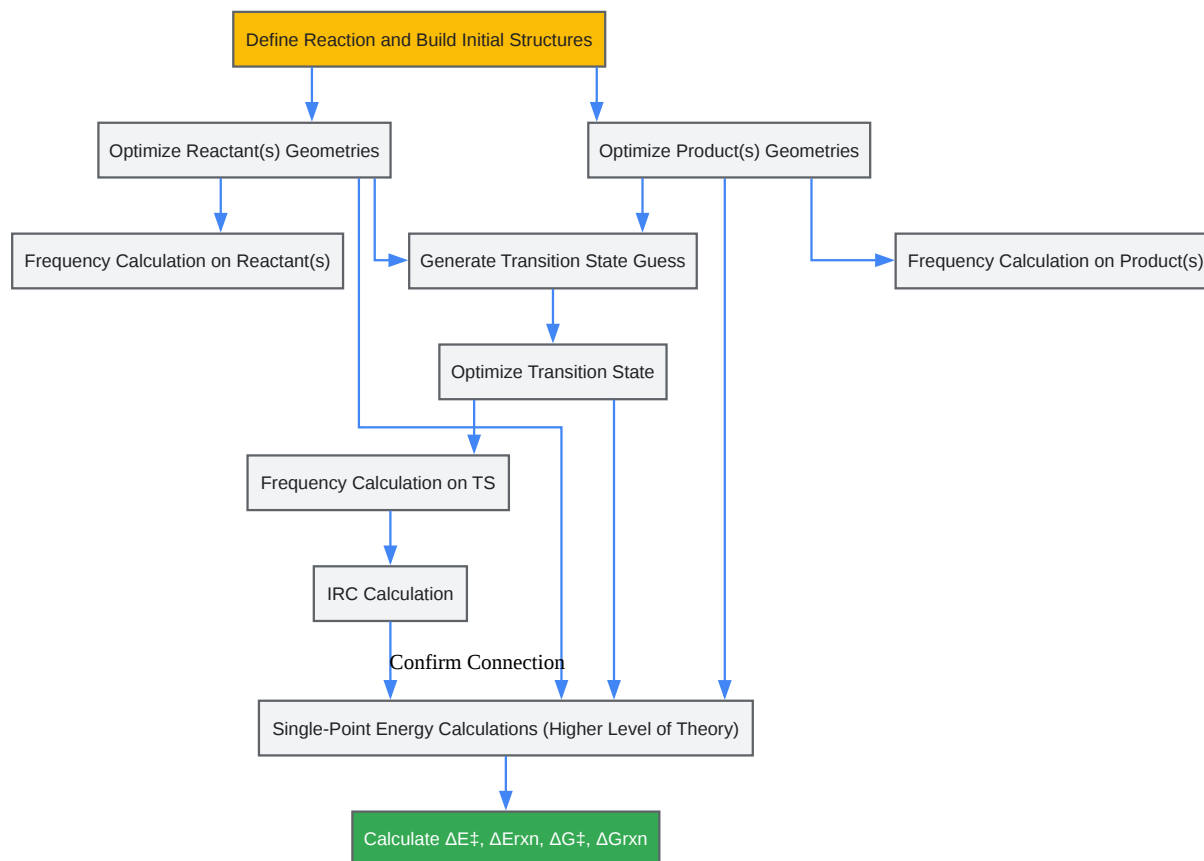 Define Reaction and Build Initial Structures
Optimize Reactant(s) Geometries
Optimize Product(s) Geometries
Frequency Calculation on Reactant(s)
Generate Transition State Guess
Frequency Calculation on Product(s)
Optimize Transition State
Frequency Calculation on TS
IRC Calculation
Confirm Connection
Single-Point Energy Calculations (Higher Level of Theory)
Calculate ΔE‡, ΔErxn, ΔG‡, ΔGrxn